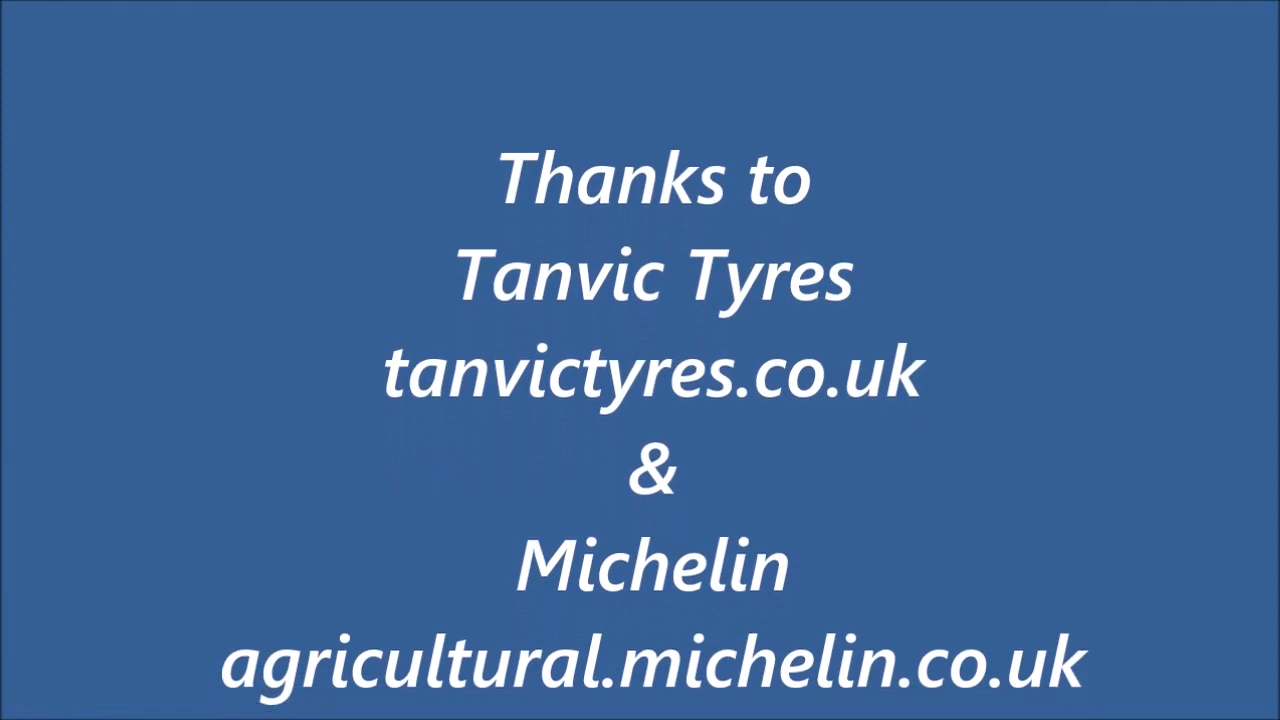 Thanks to
Tanvic Tyres
tanvictyres.co.uk
&
Michelin
agricultural.michelin.co.uk